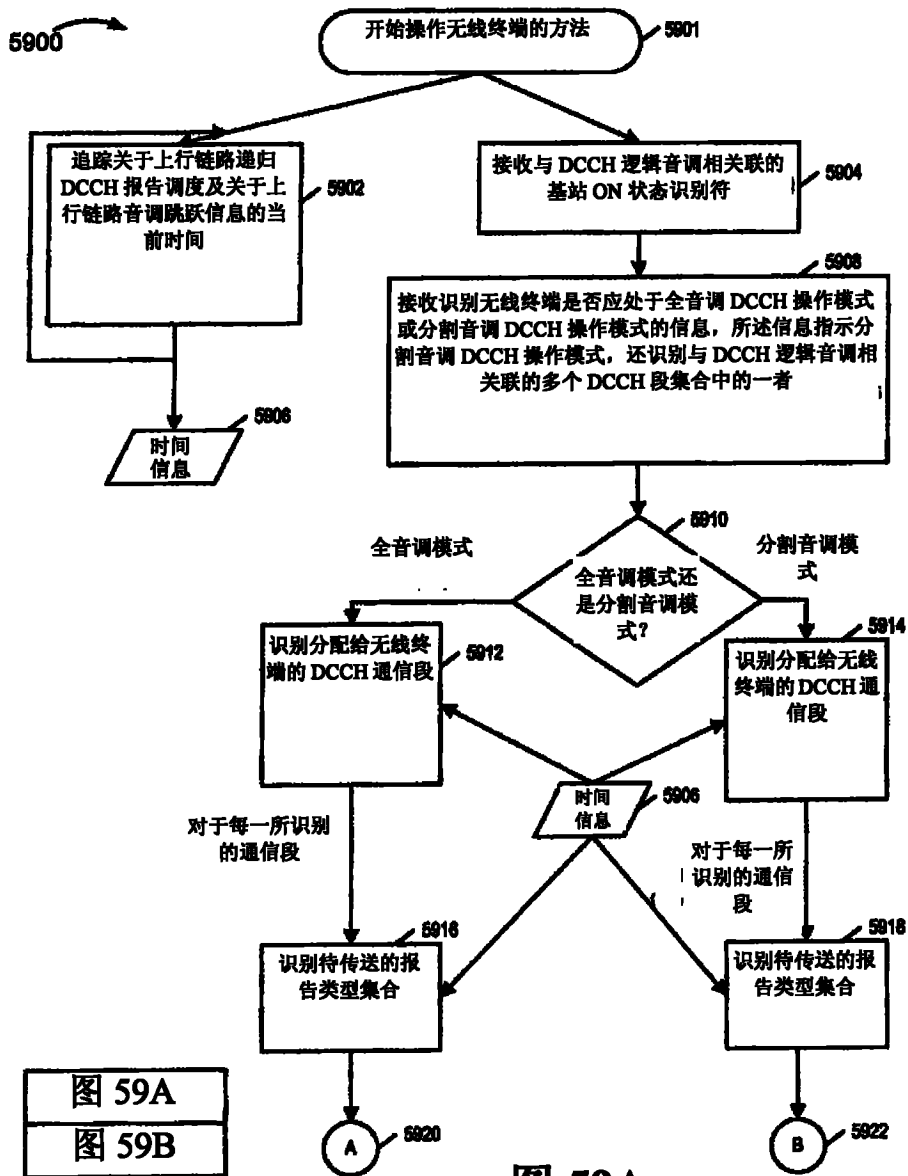 5900
开始操作无线终端的方法
5901
追踪关于上行链路递归
DCCH 报告调度及关于上
行链路音调跳跃信息的当
前时间
5902
接收与 DCCH 逻辑音调相关联的
基站 ON 状态识别符
5904
5906
时间
信息
5908
接收识别无线终端是否应处于全音调 DCCH 操作模式
或分割音调 DCCH 操作模式的信息，所述信息指示分
割音调 DCCH 操作模式，还识别与 DCCH 逻辑音调相
关联的多个 DCCH 段集合中的一者
5910
全音调模式
分割音调模
式
全音调模式还
是分割音调模
式？
识别分配给无线终
端的 DCCH 通信段
5912
5914
识别分配给无线
终端的 DCCH 通
信段
时间
信息
5906
对于每一所识别
的通信段
对于每一所
识别的通信
段
5916
识别待传送的报
告类型集合
5918
识别待传送的报
告类型集合
图 59A
图 59B
A
5920
B
5922